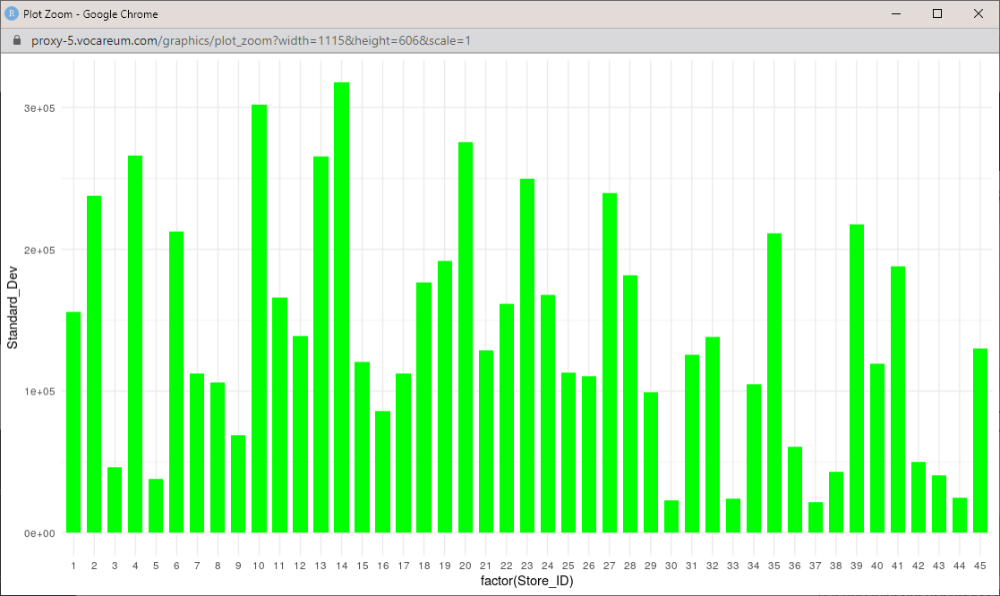 R Plot Zoom - Google Chrome
proxy-5.vocareum.com/graphics/plot_zoom?width=1115&height=606&scale=1
3e+05
2e+05
Standard_Dev
1e+05
0e+00
1 2 3 4 5 6 7 8 9 10 11 12 13 14 15 16 17 18 19 20 21 22 23 24 25 26 27 28 29 30 31 32 33 34 35 36 37 38 39 40 41 42 43 44 45
factor(Store_ID)